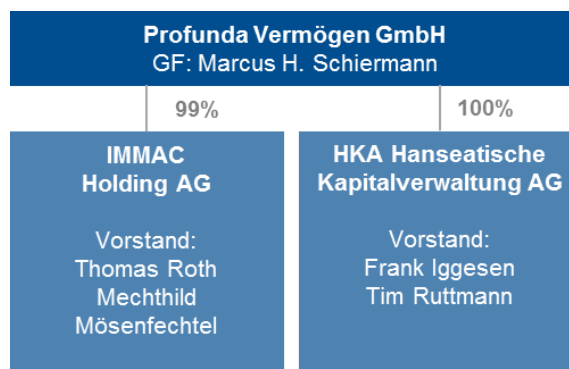 Profunda Vermögen GmbH
GF: Marcus H. Schiermann
99%
100%
IMMAC
Holding AG
Vorstand:
Thomas Roth
Mechthild
Mösenfechtel
HKA Hanseatische
Kapitalverwaltung AG
Vorstand:
Frank Iggesen
Tim Ruttmann